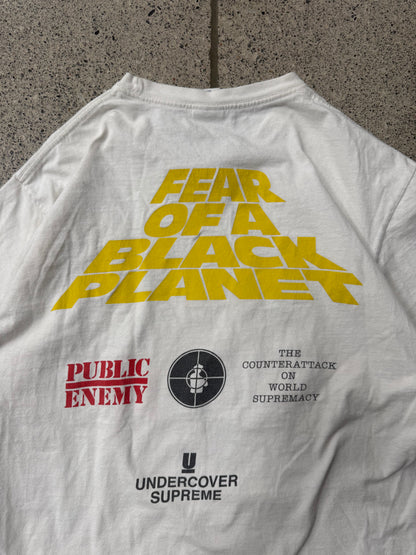 FEAR
OF A
BLACK
PLANET
PUBLIC
ENEMY
THE
COUNTERATTACK
ON
WORLD
SUPREMACY
U
UNDERCOVER
SUPREME